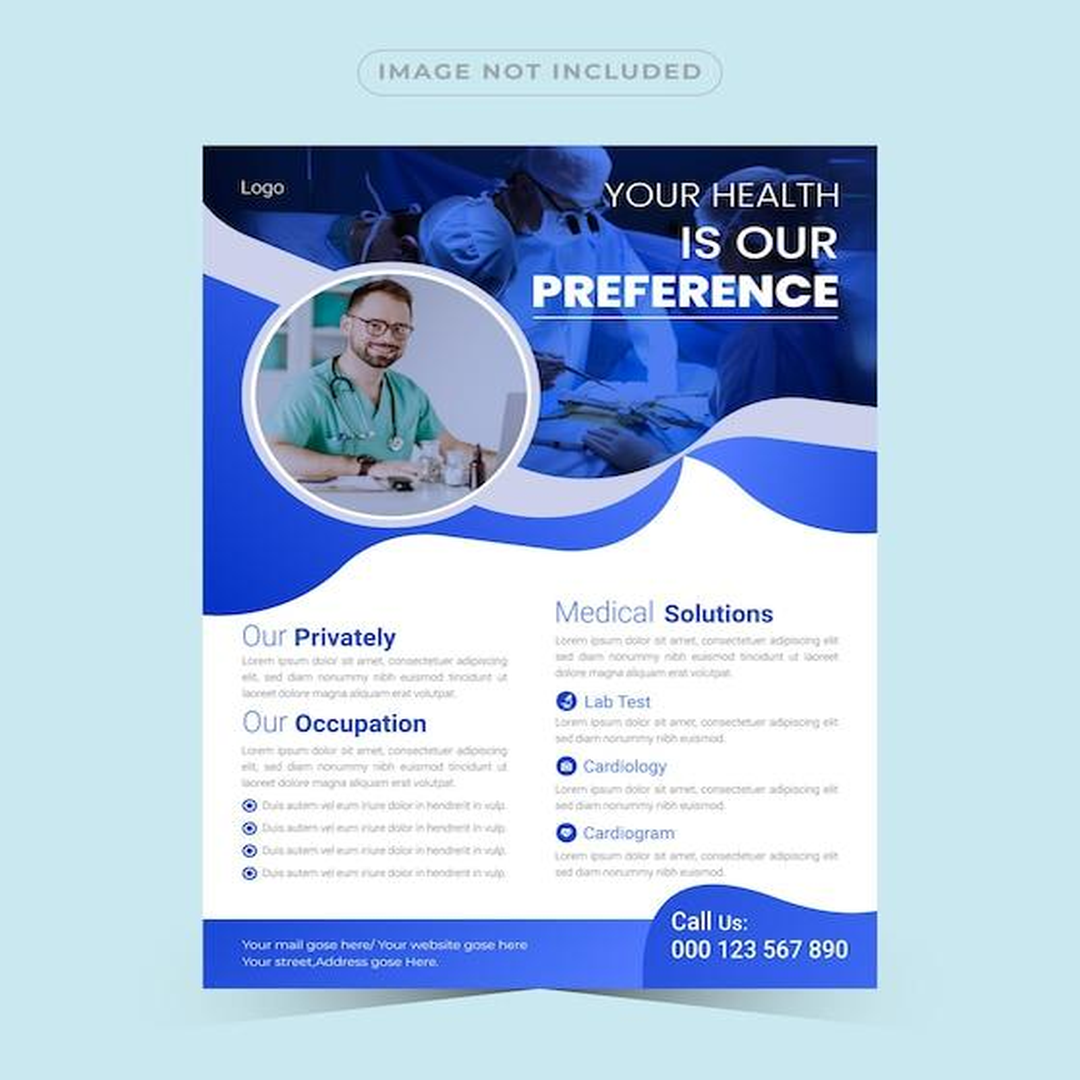 IMAGE NOT INCLUDED
Logo
YOUR HEALTH
IS OUR
PREFERENCE
Our Privately
Lorem ipsum dolor sit amet, consectetuer adipiscing
elit, sed diam nonummy nibh euismod tincidunt ut
laoreet dolore magna aliquam erat volutpat.
Our Occupation
Lorem ipsum dolor sit amet, consectetuer adipiscing
elit, sed diam nonummy nibh euismod tincidunt ut
laoreet dolore magna aliquam erat volutpat.
Duis autem vel eum iriure dolor in hendrerit in vulp.
Duis autem vel eum iriure dolor in hendrerit in vulp.
Duis autem vel eum iriure dolor in hendrerit in vulp.
Duis autem vel eum iriure dolor in hendrerit in vulp.
Medical Solutions
Lorem ipsum dolor sit amet, consectetuer adipiscing elit,
sed diam nonummy nibh euismod tincidunt ut laoreet
dolore magna aliquam erat volutpat.
Lab Test
Lorem ipsum dolor sit amet, consectetuer adipiscing elit
sed diam nonummy nibh euismod.
Cardiology
Lorem ipsum dolor sit amet, consectetuer adipiscing elit
sed diam nonummy nibh euismod.
Cardiogram
Lorem ipsum dolor sit amet, consectetuer adipiscing elit
sed diam nonummy nibh euismod.
Your mail gose here/ Your website gose here
Your street,Address gose Here.
Call Us:
000 123 567 890